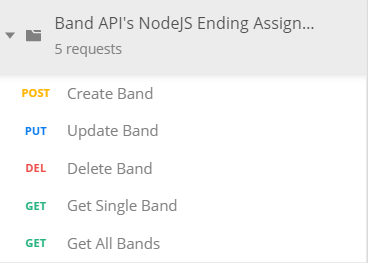 Band API's NodeJS Ending Assign...
5 requests
POST Create Band
PUT Update Band
DEL Delete Band
GET Get Single Band
GET Get All Bands